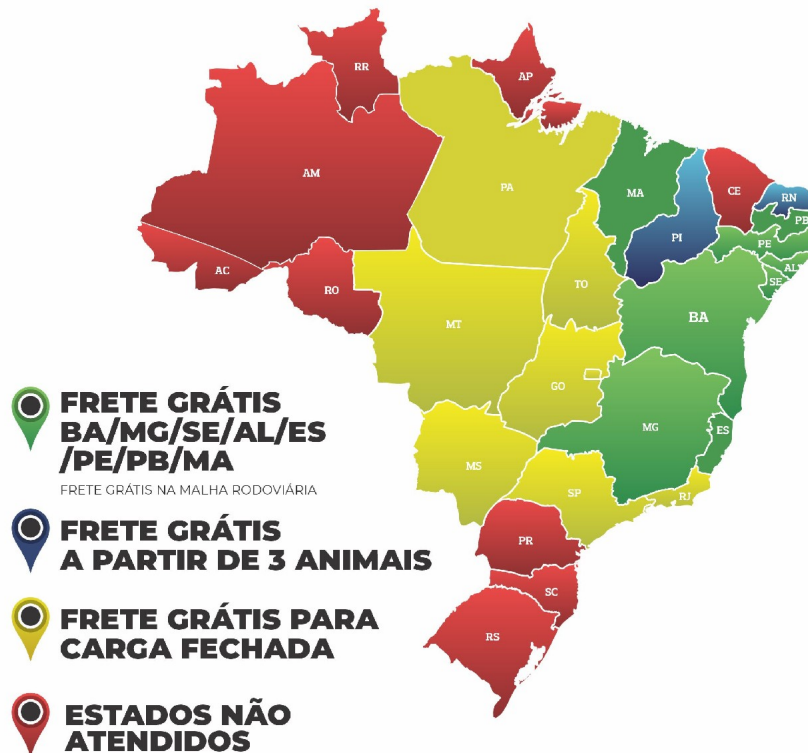 RR
AP
AM
PA
MA
CE
RN
PB
PI
PE
AL
SE
AC
RO
TO
BA
MT
GO
MG
ES
MS
SP
RJ
PR
SC
RS
FRETE GRÁTIS
BA/MG/SE/AL/ES
/PE/PB/MA
FRETE GRÁTIS NA MALHA RODOVIÁRIA
FRETE GRÁTIS
A PARTIR DE 3 ANIMAIS
FRETE GRÁTIS PARA
CARGA FECHADA
ESTADOS NÃO
ATENDIDOS